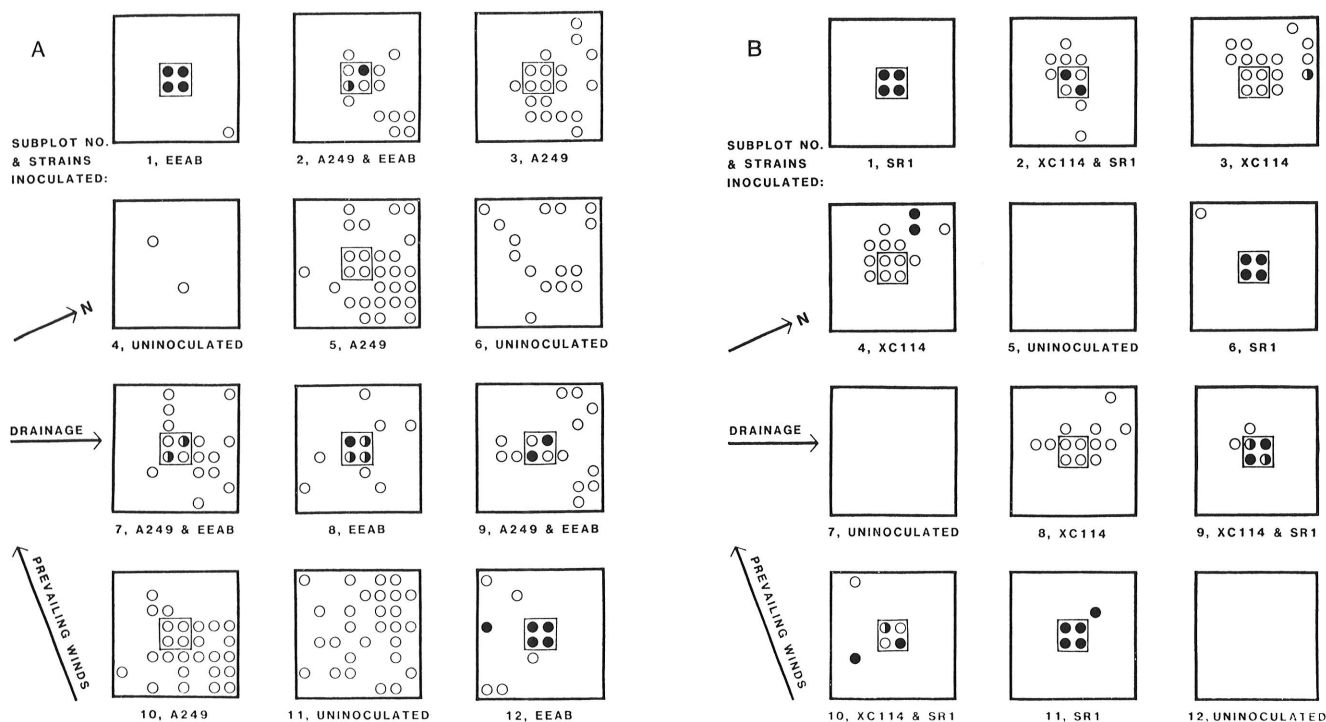 A
SUBPLOT NO.
& STRAINS
INOCULATED:
1, EEAB
2, A249 & EEAB
3, A249
N
4, UNINOCULATED
5, A249
6, UNINOCULATED
DRAINAGE
7, A249 & EEAB
8, EEAB
9, A249 & EEAB
PREVAILING WINDS
10, A249
11, UNINOCULATED
12, EEAB
B
SUBPLOT NO.
& STRAINS
INOCULATED:
1, SR1
2, XC114 & SR1
3, XC114
N
4, XC114
5, UNINOCULATED
6, SR1
DRAINAGE
7, UNINOCULATED
8, XC114
9, XC114 & SR1
PREVAILING WINDS
10, XC114 & SR1
11, SR1
12, UNINOCULATED